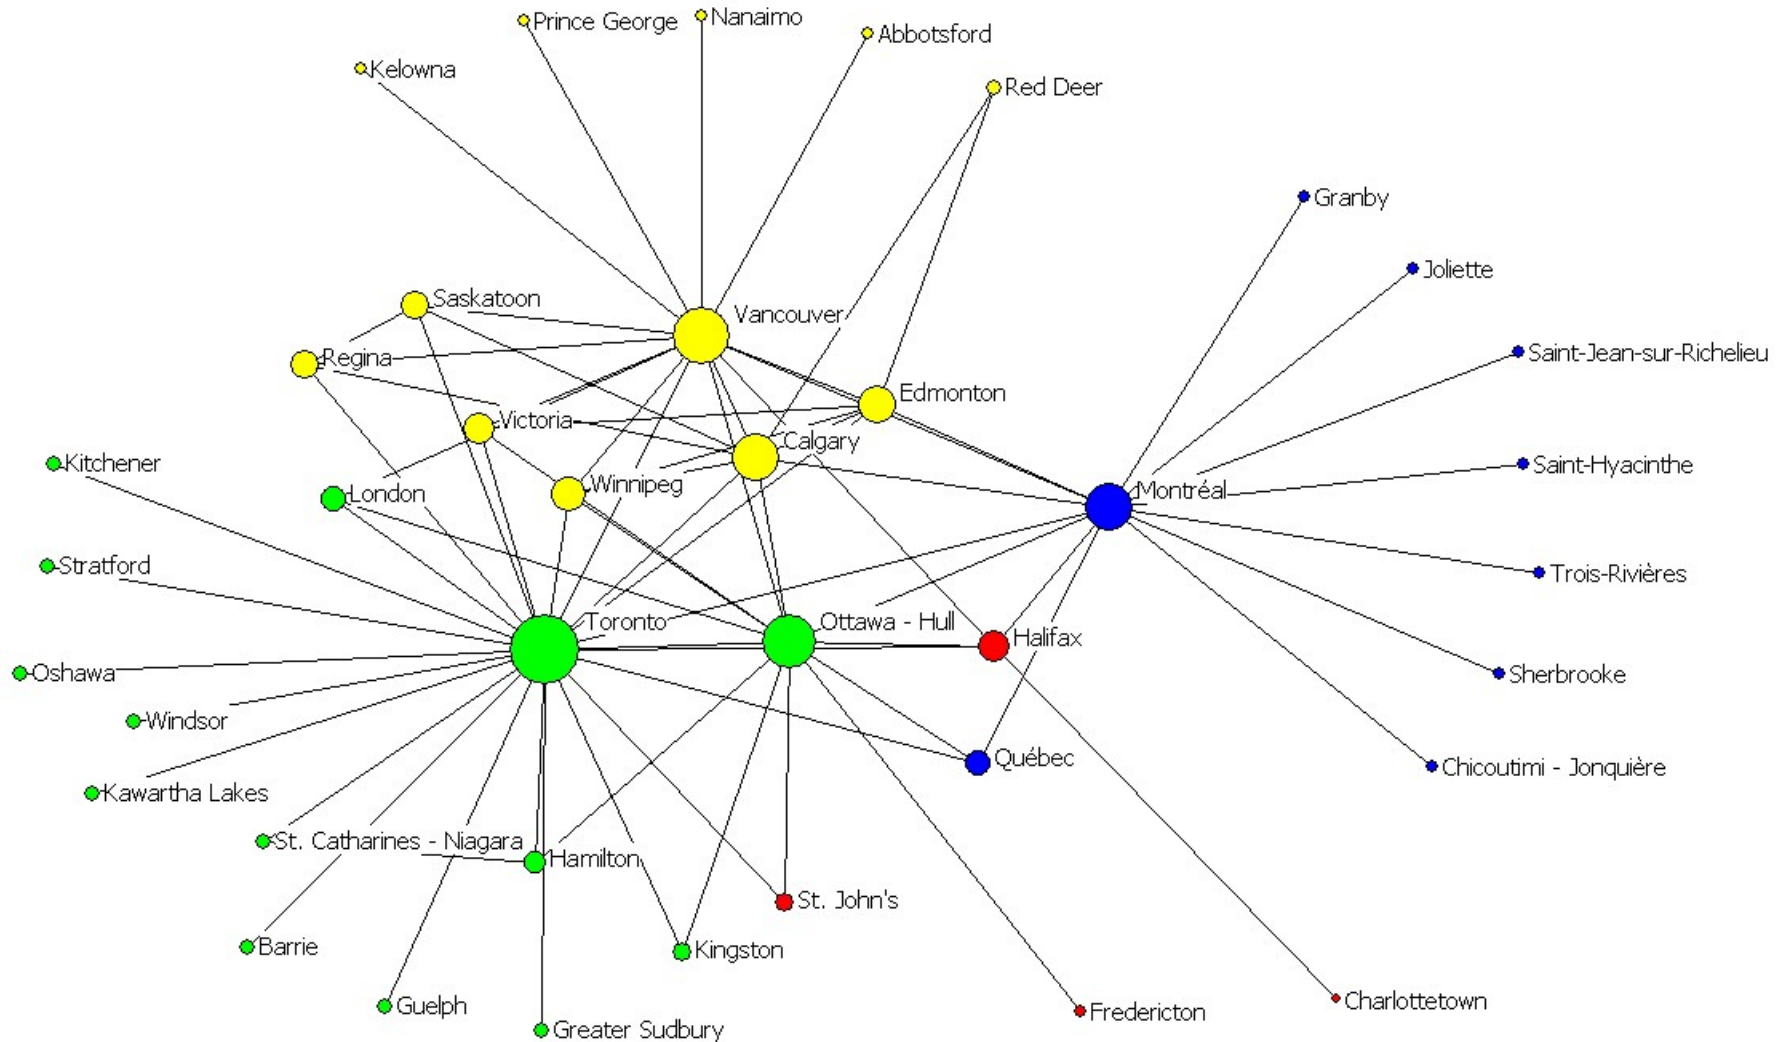 Prince George
Nanaimo
Abbotsford
Kelowna
Red Deer
Granby
Joliette
Saskatoon
Vancouver
Regina
Saint-Jean-sur-Richelieu
Edmonton
Victoria
Calgary
Kitchener
Saint-Hyacinthe
Winnipeg
London
Montréal
Stratford
Trois-Rivières
Toronto
Ottawa - Hull
Halifax
Oshawa
Sherbrooke
Windsor
Québec
Chicoutimi - Jonquière
Kawartha Lakes
St. Catharines - Niagara
Hamilton
St. John's
Barrie
Kingston
Charlottetown
Guelph
Fredericton
Greater Sudbury